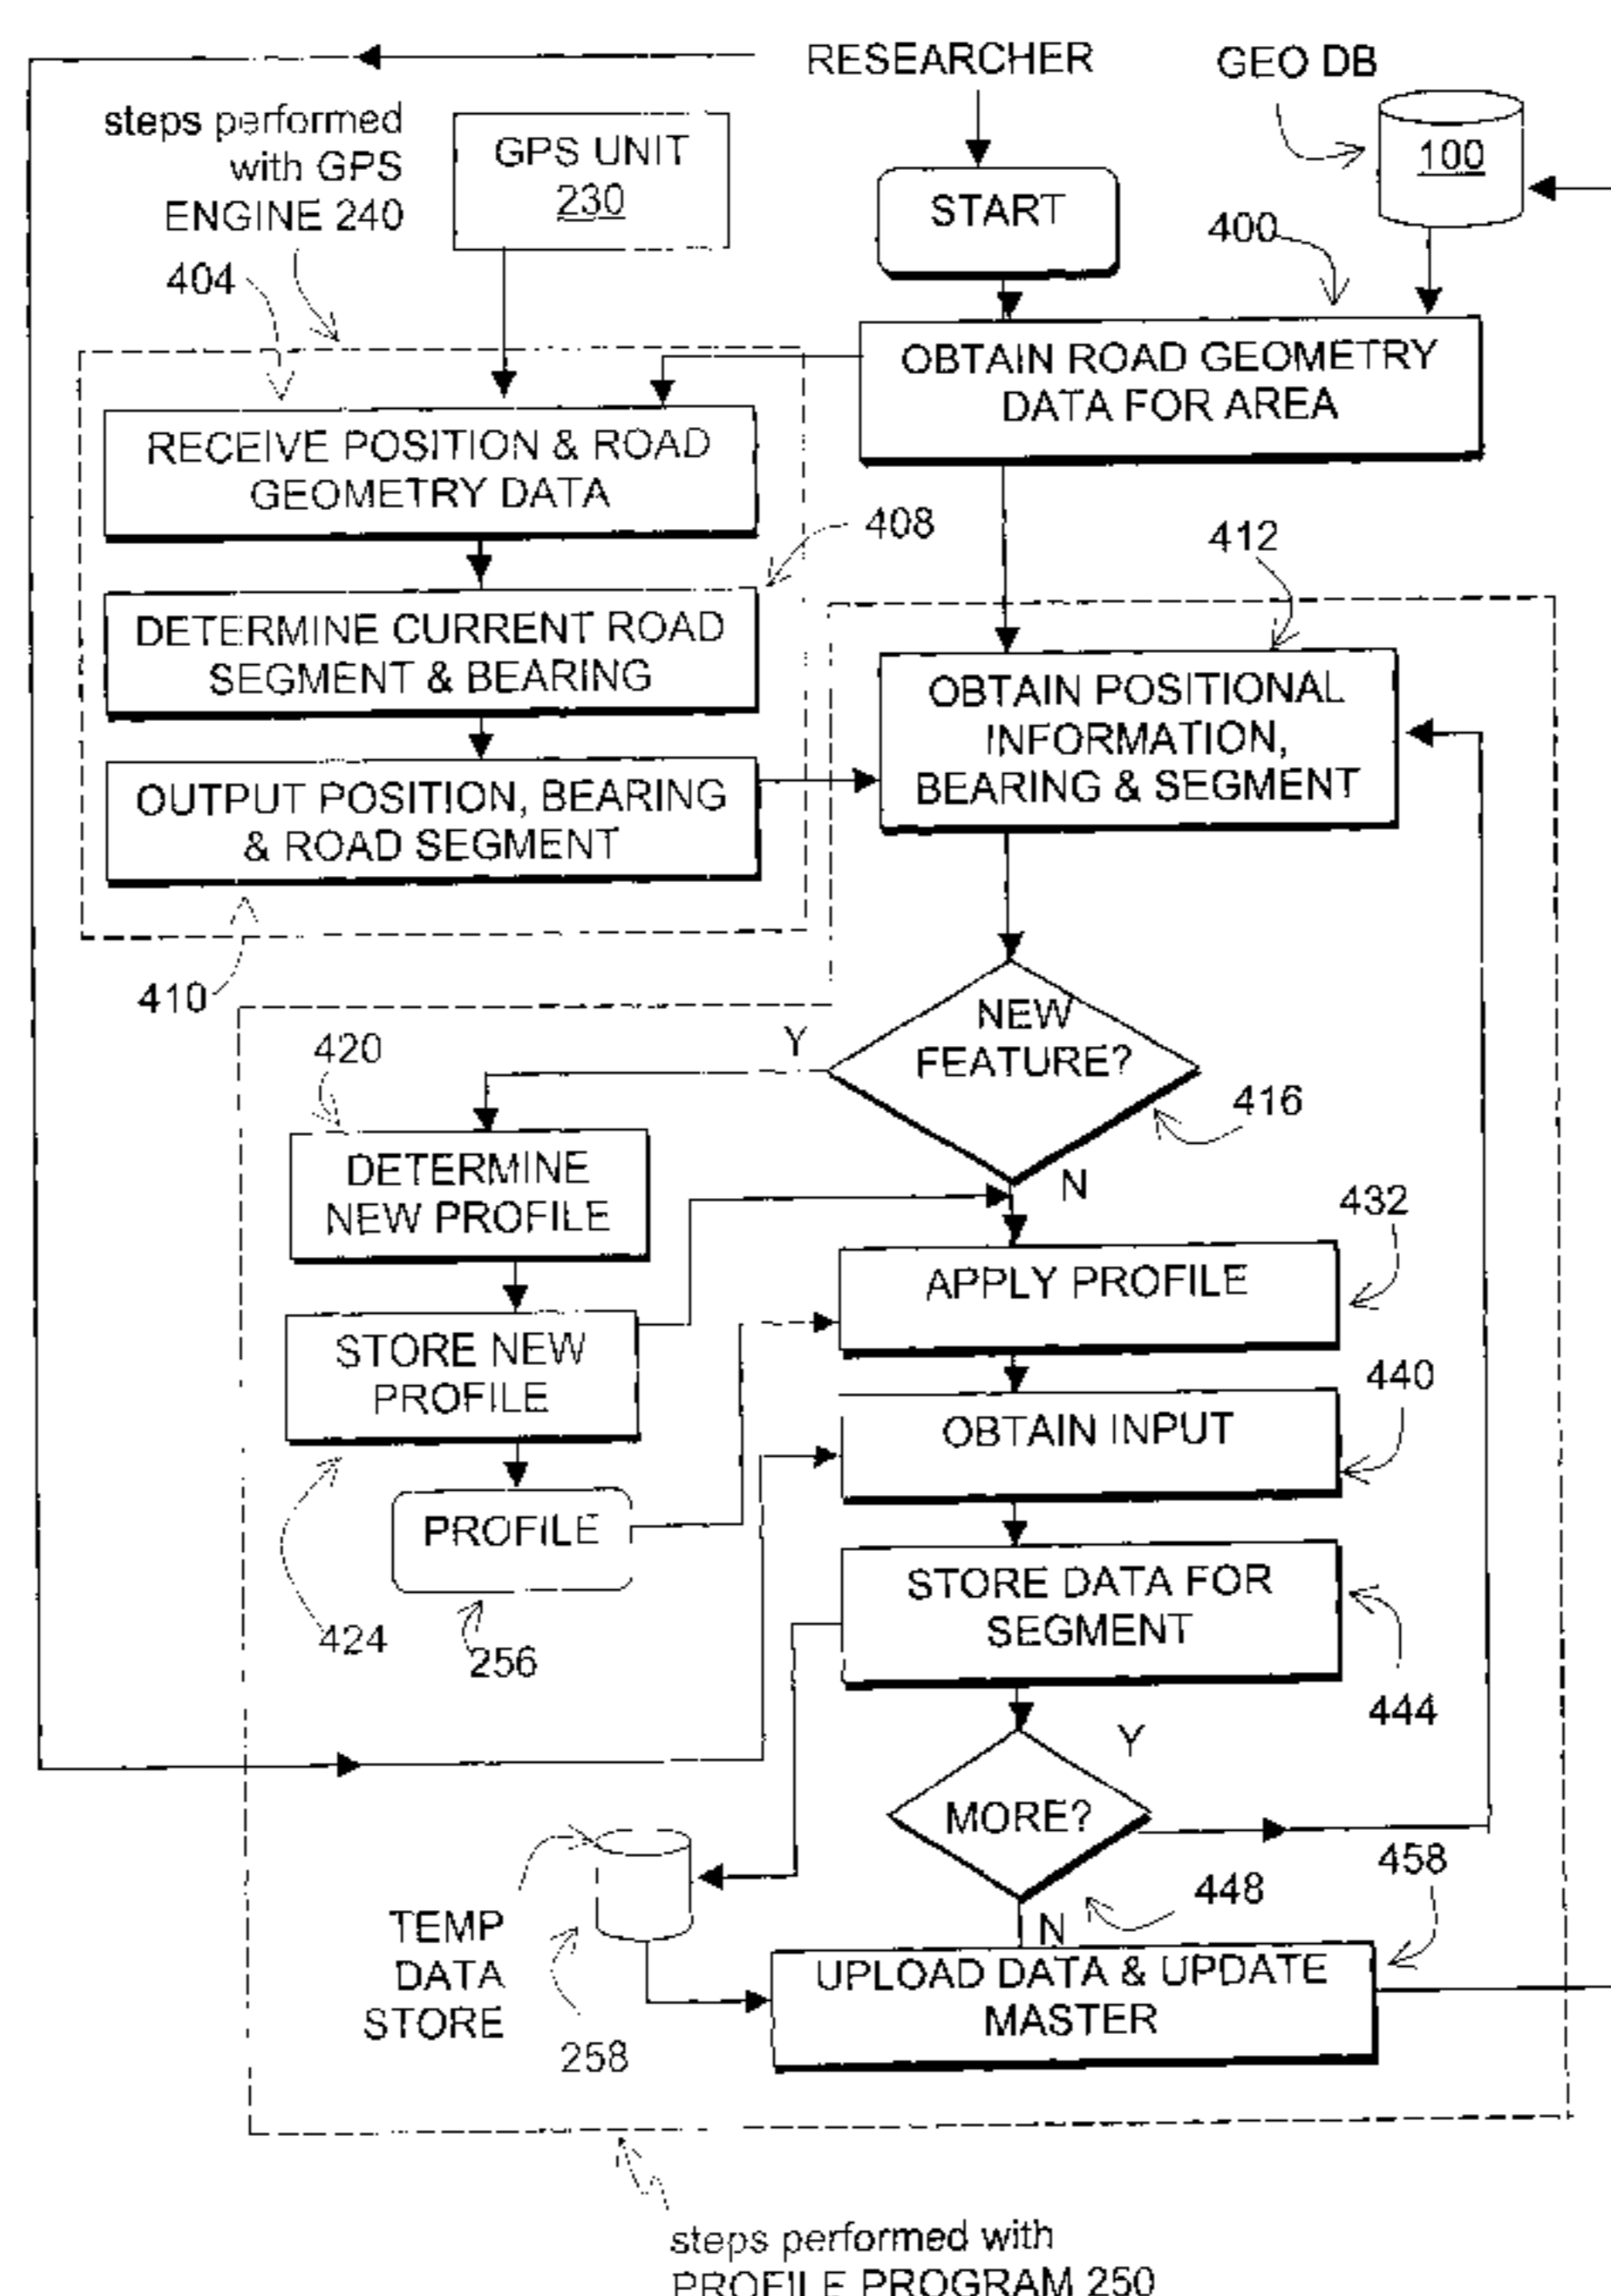 RESEARCHER
GEO DB
steps performed
with GPS
ENGINE 240
GPS UNIT
230
100
START
400
404
OBTAIN ROAD GEOMETRY
DATA FOR AREA
RECEIVE POSITION & ROAD
GEOMETRY DATA
408
412
DETERMINE CURRENT ROAD
SEGMENT & BEARING
OBTAIN POSITIONAL
INFORMATION,
BEARING & SEGMENT
OUTPUT POSITION, BEARING
& ROAD SEGMENT
410
NEW
FEATURE?
Y
420
416
DETERMINE
NEW PROFILE
N
432
APPLY PROFILE
STORE NEW
PROFILE
440
OBTAIN INPUT
PROFILE
STORE DATA FOR
SEGMENT
424
256
444
Y
MORE?
458
448
N
TEMP
DATA
STORE
UPLOAD DATA & UPDATE
MASTER
258
steps performed with
PROFILE PROGRAM 250